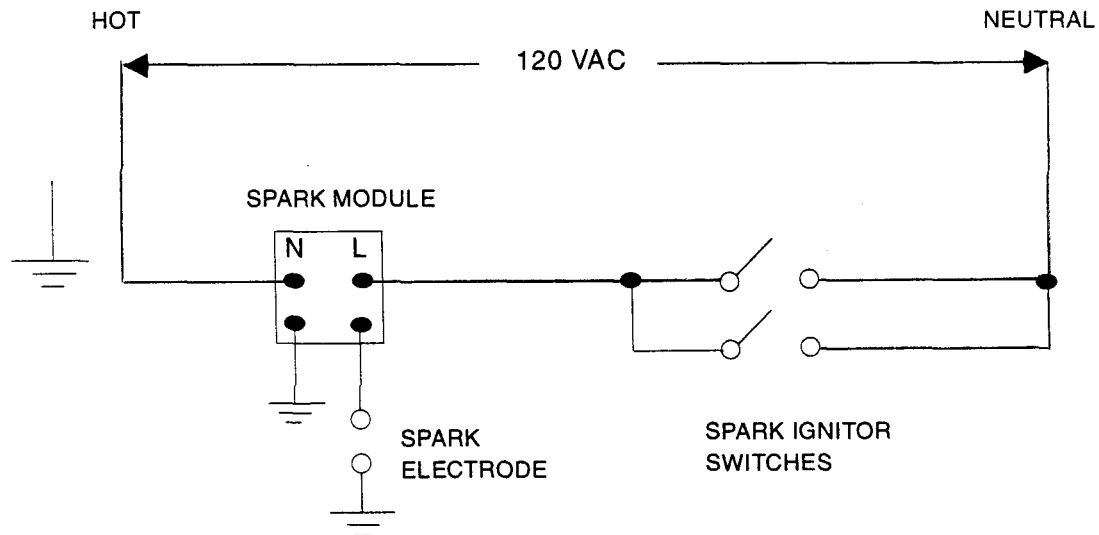 HOT
NEUTRAL
120 VAC
SPARK MODULE
N L
SPARK
ELECTRODE
SPARK IGNITOR
SWITCHES